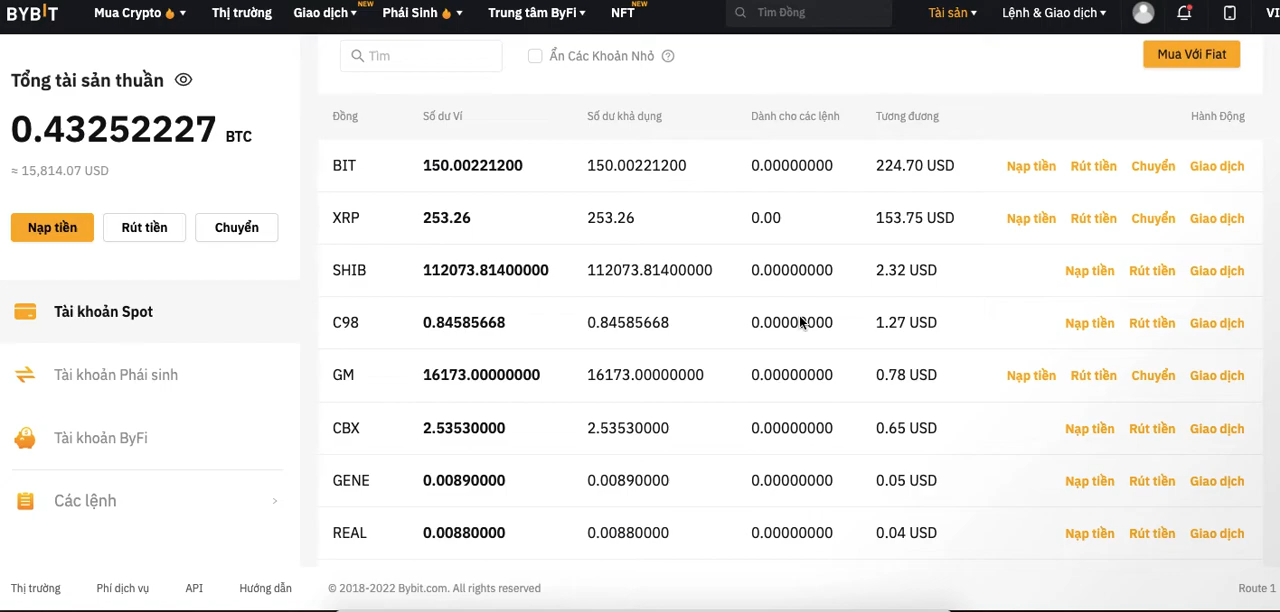 BYBIT Mua Crypto Thị trường Giao dịch NEW Phái Sinh Trung tâm ByFi NFT NEW Tìm Đồng Tài sản Lệnh & Giao dịch VI
Tìm Ẩn Các Khoản Nhỏ ? Mua Với Fiat
Tổng tài sản thuần
0.43252227 BTC
≈ 15,814.07 USD
Nạp tiền Rút tiền Chuyển
Tài khoản Spot
Tài khoản Phái sinh
Tài khoản ByFi
Các lệnh
Đồng Số dư Ví Số dư khả dụng Dành cho các lệnh Tương đương Hành Động
BIT 150.00221200 150.00221200 0.00000000 224.70 USD Nạp tiền Rút tiền Chuyển Giao dịch
XRP 253.26 253.26 0.00 153.75 USD Nạp tiền Rút tiền Chuyển Giao dịch
SHIB 112073.81400000 112073.81400000 0.00000000 2.32 USD Nạp tiền Rút tiền Giao dịch
C98 0.84585668 0.84585668 0.00000000 1.27 USD Nạp tiền Rút tiền Giao dịch
GM 16173.00000000 16173.00000000 0.00000000 0.78 USD Nạp tiền Rút tiền Chuyển Giao dịch
CBX 2.53530000 2.53530000 0.00000000 0.65 USD Nạp tiền Rút tiền Giao dịch
GENE 0.00890000 0.00890000 0.00000000 0.05 USD Nạp tiền Rút tiền Giao dịch
REAL 0.00880000 0.00880000 0.00000000 0.04 USD Nạp tiền Rút tiền Giao dịch
Thị trường Phí dịch vụ API Hướng dẫn © 2018-2022 Bybit.com. All rights reserved Route 1